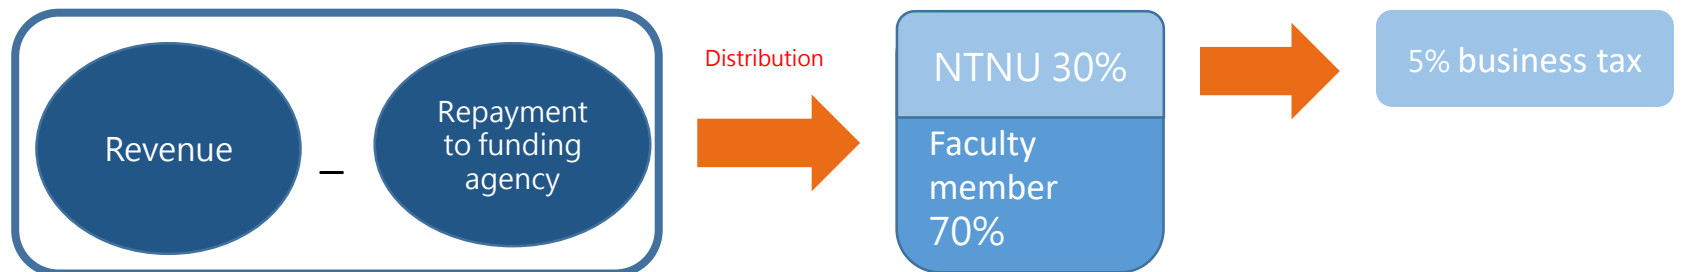 Revenue
–
Repayment
to funding
agency
Distribution
NTNU 30%
Faculty
member
70%
5% business tax